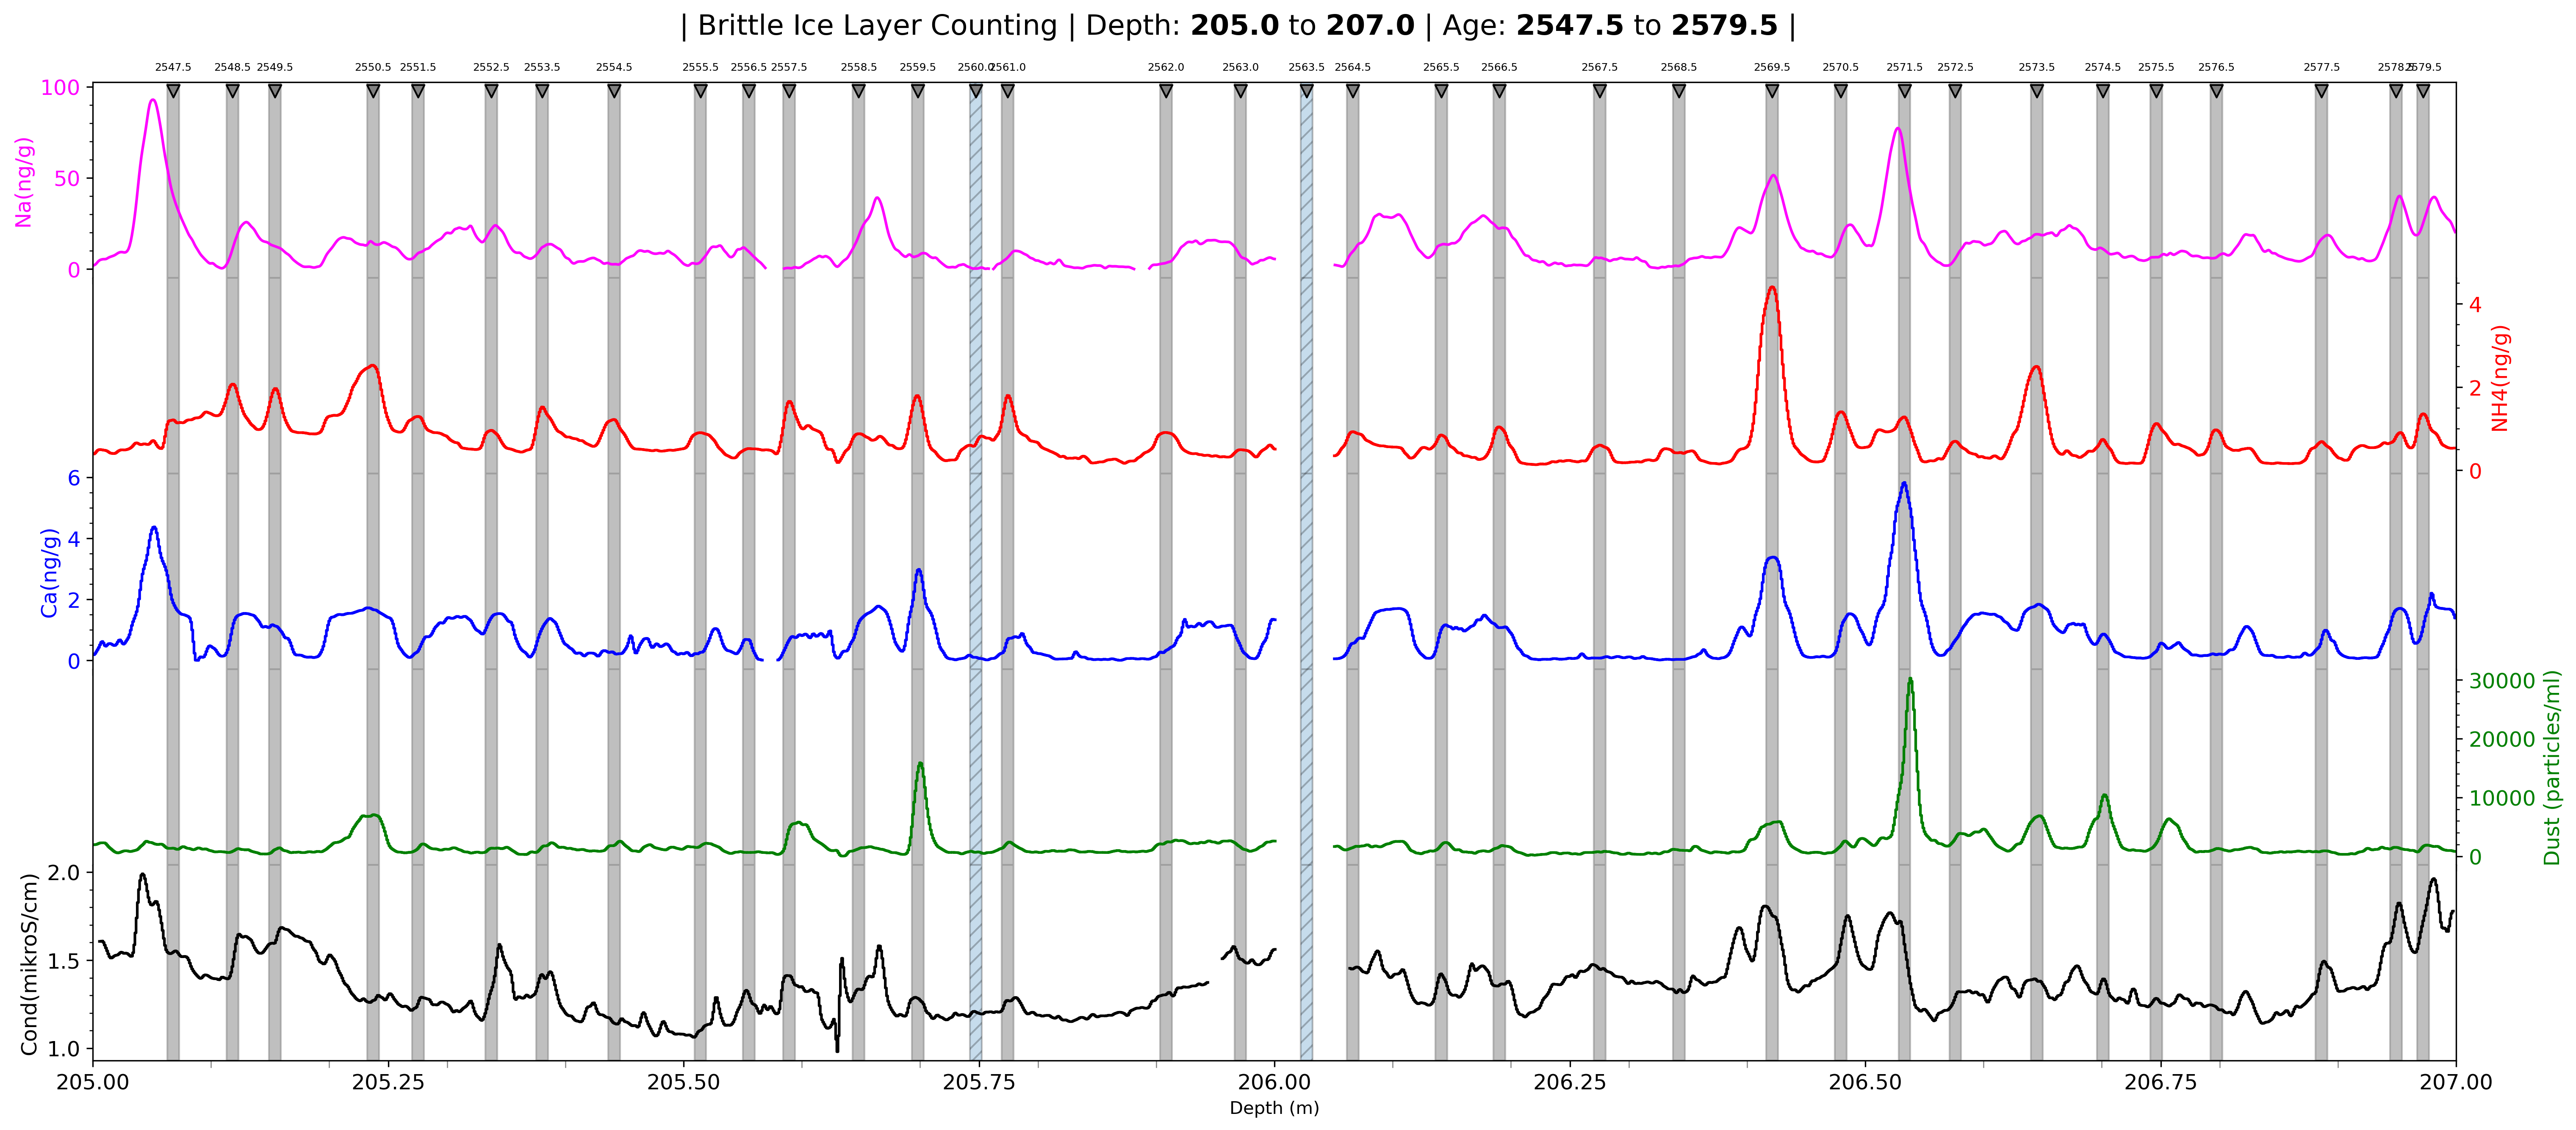 | Brittle Ice Layer Counting | Depth: 205.0 to 207.0 | Age: 2547.5 to 2579.5 |
2547.5 2548.5 2549.5 2550.5 2551.5 2552.5 2553.5 2554.5 2555.5 2556.5 2557.5 2558.5 2559.5 2560.0 2561.0 2562.0 2563.0 2563.5 2564.5 2565.5 2566.5 2567.5 2568.5 2569.5 2570.5 2571.5 2572.5 2573.5 2574.5 2575.5 2576.5 2577.5 2578.5 2579.5
100
50
0
Na(ng/g)
4
2
0
NH4(ng/g)
6
4
2
0
Ca(ng/g)
30000
20000
10000
0
Dust (particles/ml)
2.0
1.5
1.0
Cond(mikroS/cm)
205.00 205.25 205.50 205.75 206.00 206.25 206.50 206.75 207.00
Depth (m)